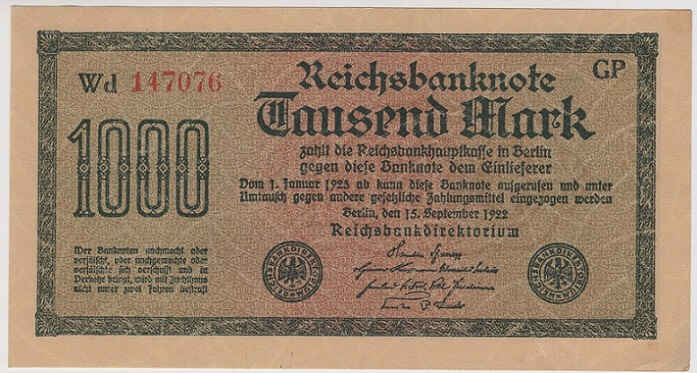 Wd 147076
GP
Reichsbanknote
Tausend Mark
1000
zahlt die Reichsbankhauptkasse in Berlin
gegen diese Banknote dem Einlieferer
Vom 1. Januar 1923 ab kann diese Banknote aufgerufen und unter
Umtausch gegen andere gesetzliche Zahlungsmittel eingezogen werden
Berlin, den 15. September 1922
Reichsbankdirektorium
Wer Banknoten nachmacht oder
verfälscht, oder nachgemachte oder
verfälschte sich verschafft und in
Verkehr bringt, wird mit Zuchthaus
nicht unter zwei Jahren bestraft